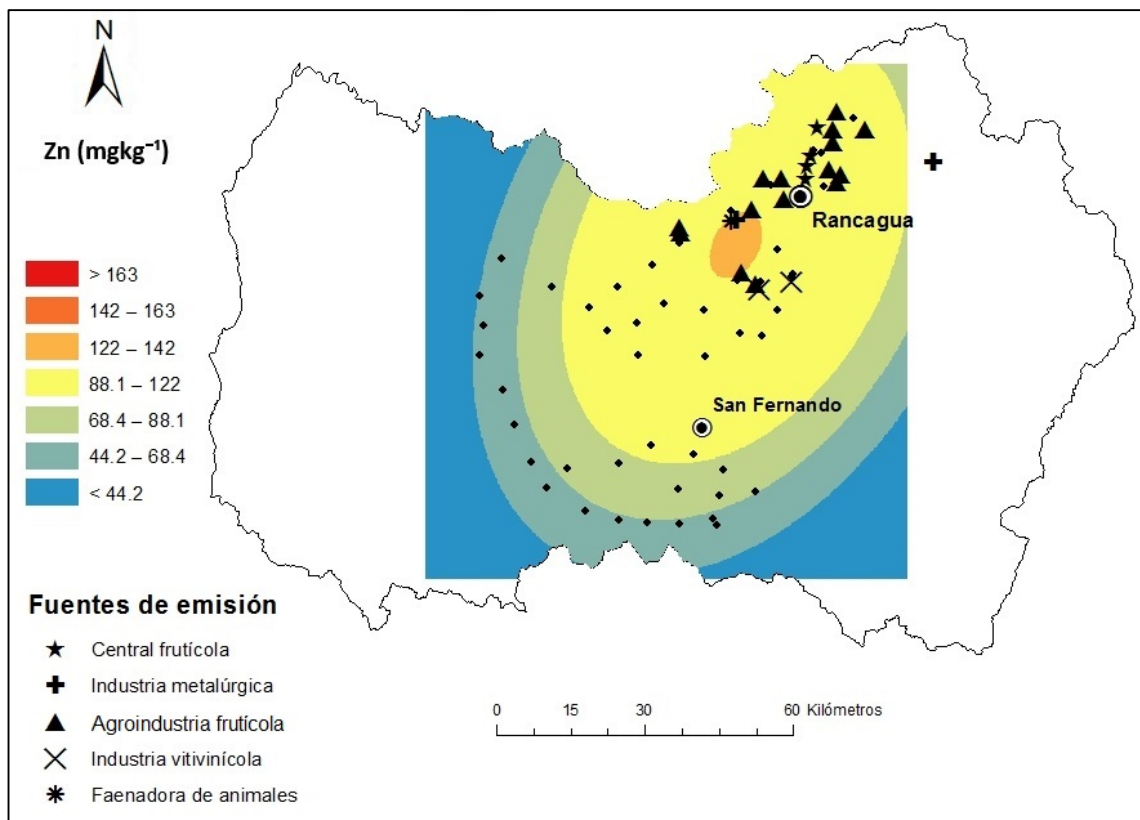 N
Zn (mgkg⁻¹)
> 163
142 – 163
122 – 142
88.1 – 122
68.4 – 88.1
44.2 – 68.4
< 44.2
Rancagua
San Fernando
Fuentes de emisión
Central frutícola
Industria metalúrgica
Agroindustria frutícola
Industria vitivinícola
Faenadora de animales
0 15 30 60 Kilómetros